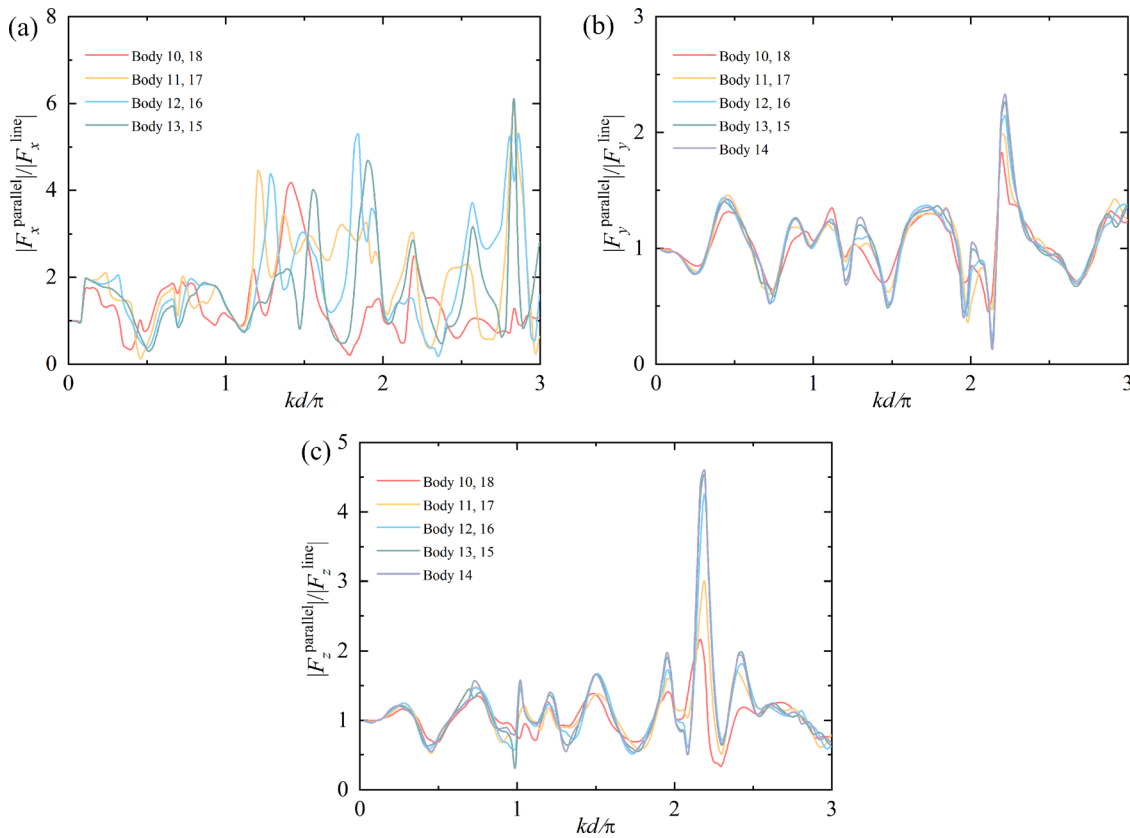 (a)
8
6
4
2
0
0 1 2 3
kd/π
|F_x^parallel|/|F_x^line|
Body 10, 18
Body 11, 17
Body 12, 16
Body 13, 15
(b)
3
2
1
0
0 1 2 3
kd/π
|F_y^parallel|/|F_y^line|
Body 10, 18
Body 11, 17
Body 12, 16
Body 13, 15
Body 14
(c)
5
4
3
2
1
0
0 1 2 3
kd/π
|F_z^parallel|/|F_z^line|
Body 10, 18
Body 11, 17
Body 12, 16
Body 13, 15
Body 14